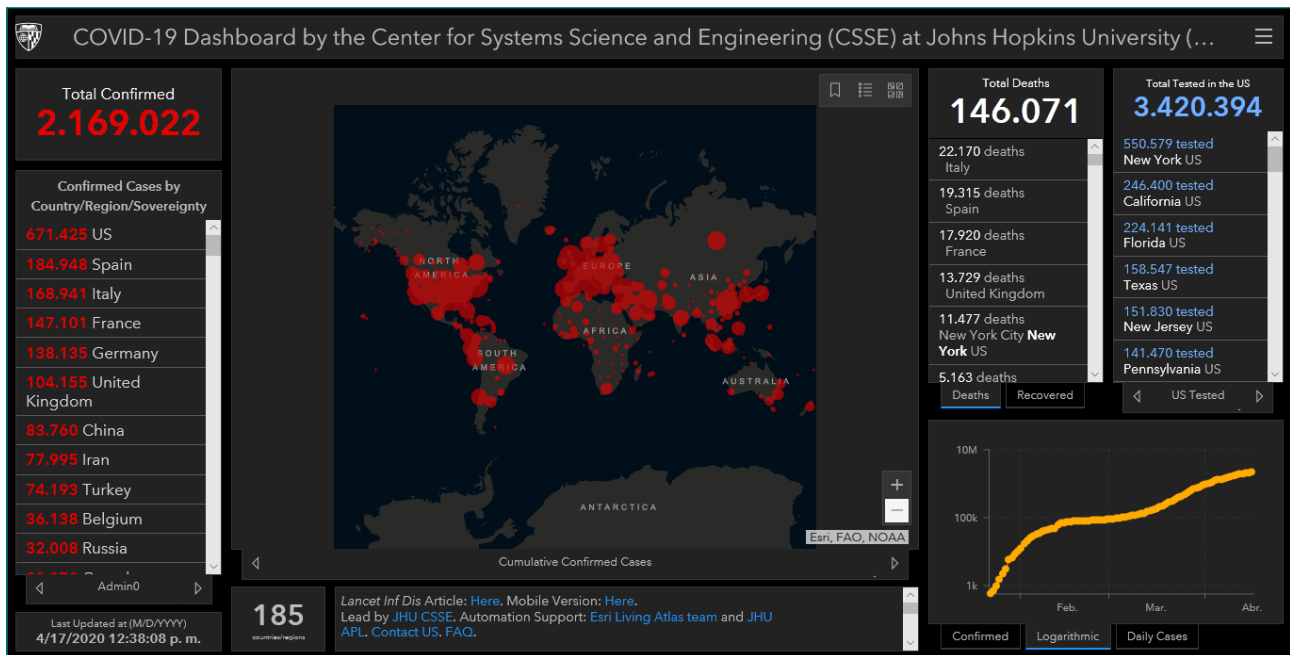 COVID-19 Dashboard by the Center for Systems Science and Engineering (CSSE) at Johns Hopkins University (...
Total Confirmed
2.169.022
Confirmed Cases by
Country/Region/Sovereignty
671.425 US
184.948 Spain
168.941 Italy
147.101 France
138.135 Germany
104.155 United
Kingdom
83.760 China
77.995 Iran
74.193 Turkey
36.138 Belgium
32.008 Russia
Admin0
Last Updated at (M/D/YYYY)
4/17/2020 12:38:08 p. m.
NORTH
AMERICA
EUROPE
ASIA
AFRICA
SOUTH
AMERICA
AUSTRALIA
ANTARCTICA
+
−
Esri, FAO, NOAA
Cumulative Confirmed Cases
185
countries/regions
Lancet Inf Dis Article: Here. Mobile Version: Here.
Lead by JHU CSSE. Automation Support: Esri Living Atlas team and JHU
APL. Contact US. FAQ.
Total Deaths
146.071
22.170 deaths
Italy
19.315 deaths
Spain
17.920 deaths
France
13.729 deaths
United Kingdom
11.477 deaths
New York City New
York US
5.163 deaths
Deaths
Recovered
Total Tested in the US
3.420.394
550.579 tested
New York US
246.400 tested
California US
224.141 tested
Florida US
158.547 tested
Texas US
151.830 tested
New Jersey US
141.470 tested
Pennsylvania US
US Tested
10M
100k
1k
Feb.
Mar.
Abr.
Confirmed
Logarithmic
Daily Cases